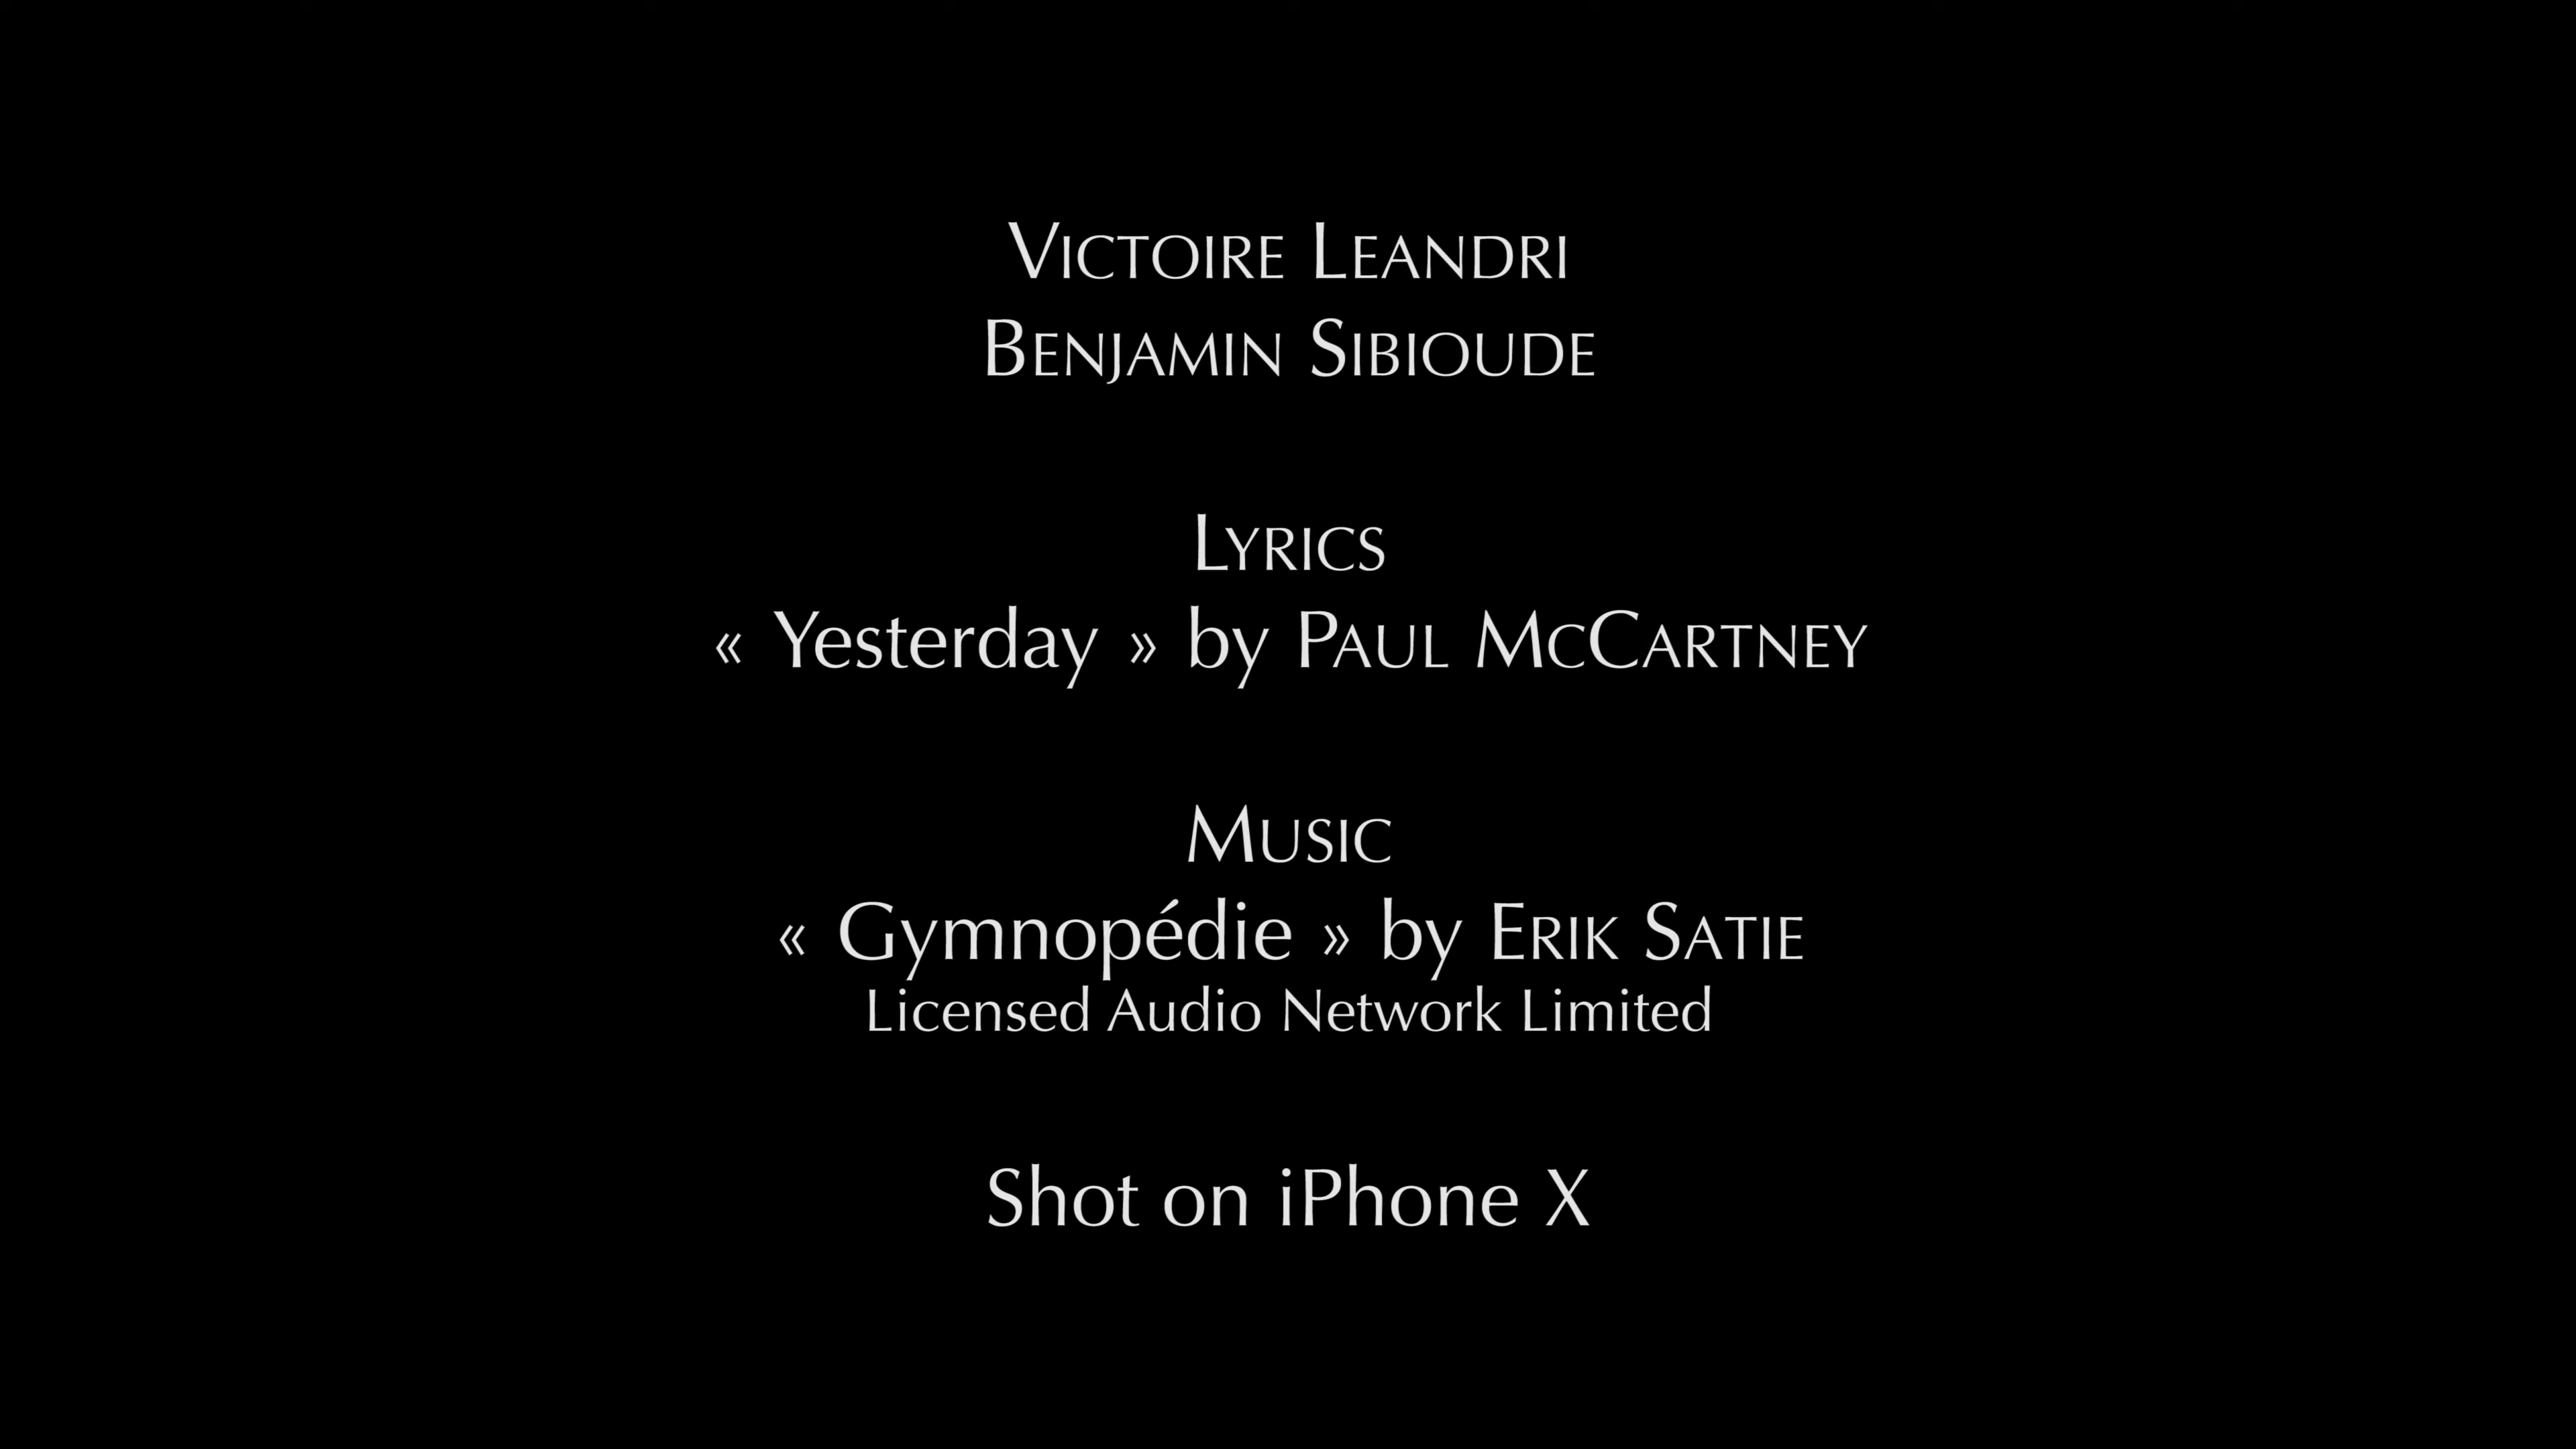 VICTOIRE LEANDRI
BENJAMIN SIBIOUDE
LYRICS
« Yesterday » by PAUL MCCARTNEY
MUSIC
« Gymnopédie » by ERIK SATIE
Licensed Audio Network Limited
Shot on iPhone X